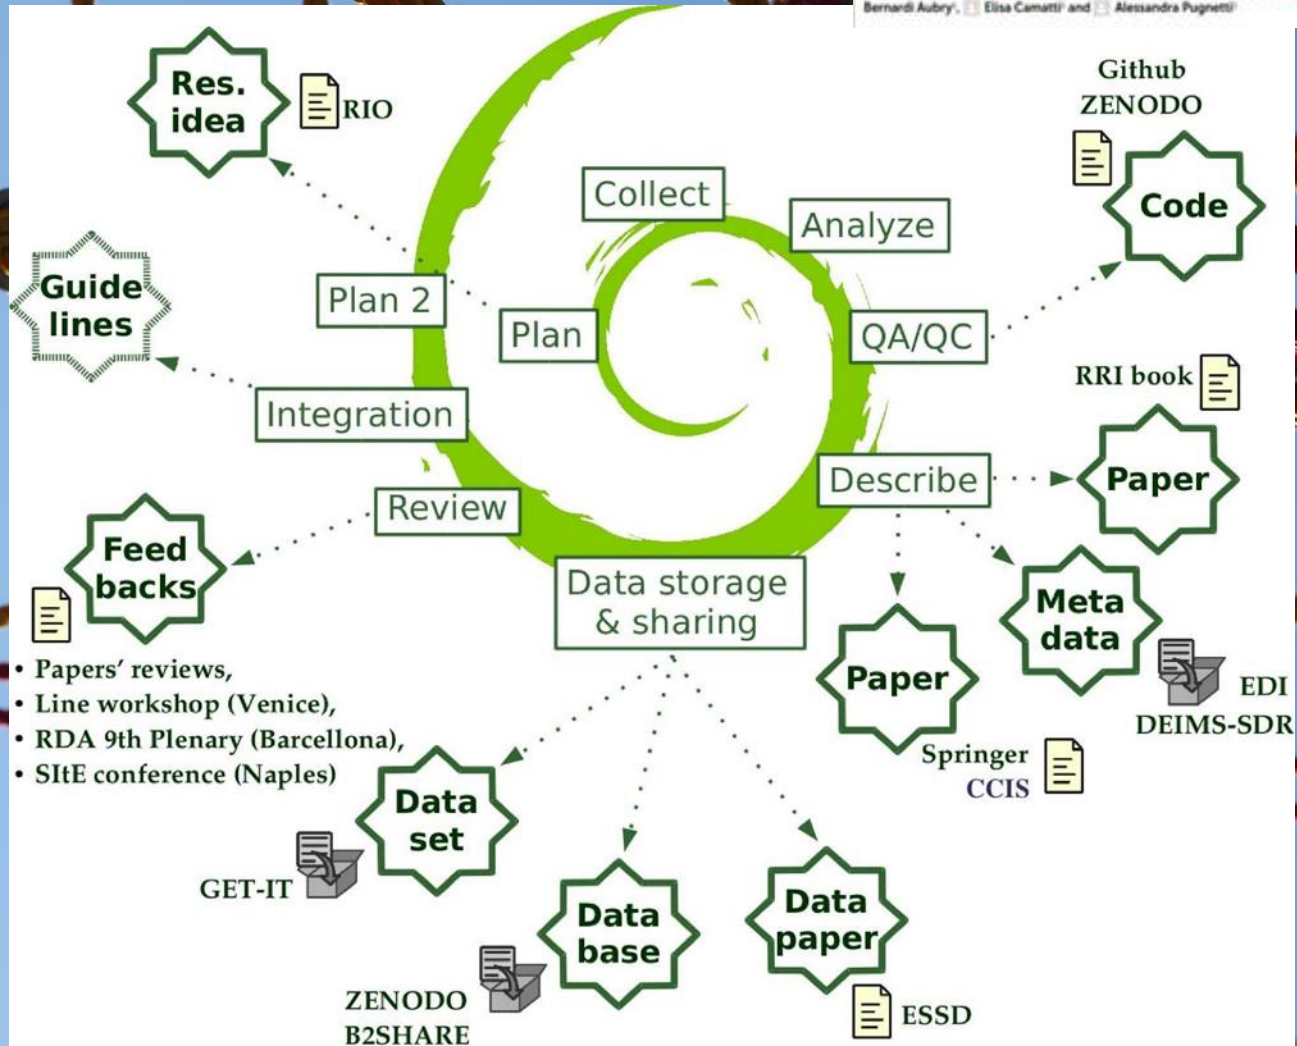 Bernardi Aubry¹, Elisa Camatti and Alessandra Pugnetti
Res.
idea
RIO
Github
ZENODO
Code
Collect
Analyze
Guide
lines
Plan 2
Plan
QA/QC
RRI book
Paper
Integration
Describe
Review
Feed
backs
Data storage
& sharing
Meta
data
EDI
DEIMS-SDR
Paper
Springer
CCIS
• Papers’ reviews,
• Line workshop (Venice),
• RDA 9th Plenary (Barcellona),
• SItE conference (Naples)
Data
set
GET-IT
Data
base
ZENODO
B2SHARE
Data
paper
ESSD